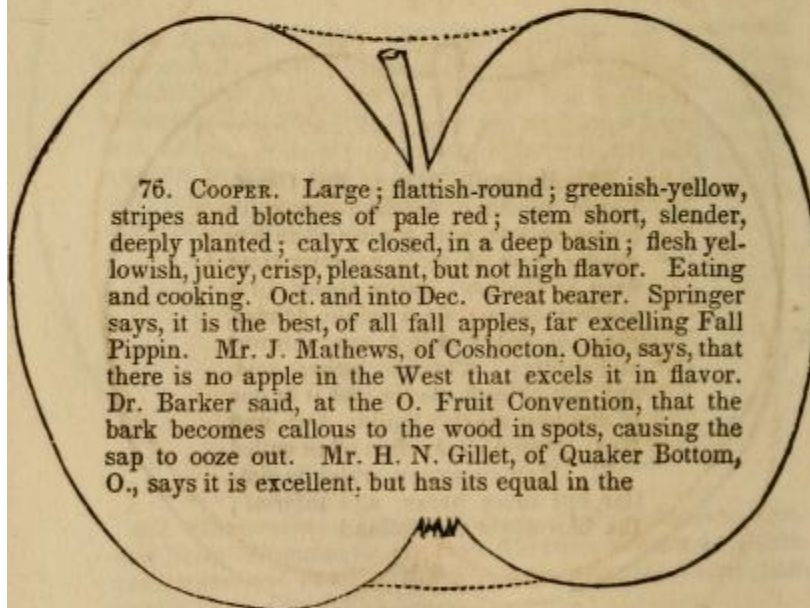 76. COOPER. Large; flattish-round; greenish-yellow,
stripes and blotches of pale red; stem short, slender,
deeply planted; calyx closed, in a deep basin; flesh yel-
lowish, juicy, crisp, pleasant, but not high flavor. Eating
and cooking. Oct. and into Dec. Great bearer. Springer
says, it is the best, of all fall apples, far excelling Fall
Pippin. Mr. J. Mathews, of Coshocton, Ohio, says, that
there is no apple in the West that excels it in flavor.
Dr. Barker said, at the O. Fruit Convention, that the
bark becomes callous to the wood in spots, causing the
sap to ooze out. Mr. H. N. Gillet, of Quaker Bottom,
O., says it is excellent, but has its equal in the